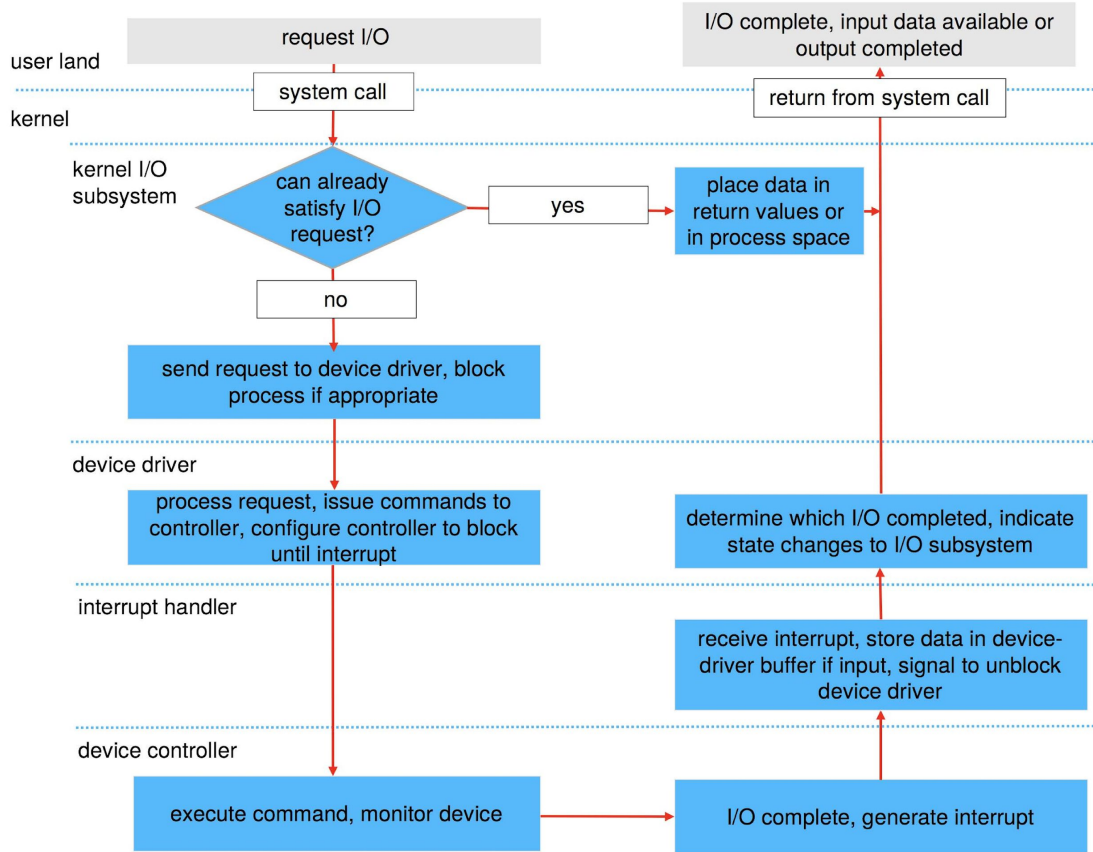 request I/O
I/O complete, input data available or
output completed
user land
system call
return from system call
kernel
kernel I/O
subsystem
can already
satisfy I/O
request?
yes
place data in
return values or
in process space
no
send request to device driver, block
process if appropriate
device driver
process request, issue commands to
controller, configure controller to block
until interrupt
determine which I/O completed, indicate
state changes to I/O subsystem
interrupt handler
receive interrupt, store data in device-
driver buffer if input, signal to unblock
device driver
device controller
execute command, monitor device
I/O complete, generate interrupt